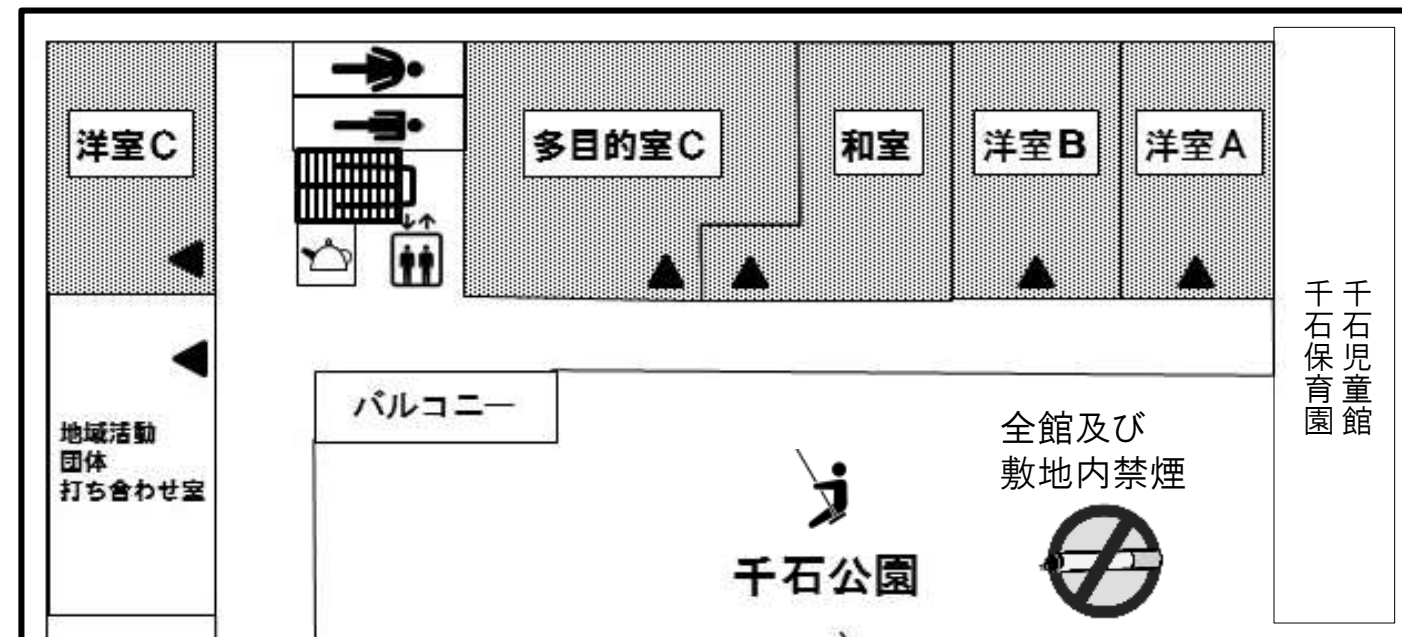 洋室C
多目的室C
和室
洋室B
洋室A
千石児童館
千石保育園
バルコニー
地域活動
団体
打ち合わせ室
全館及び
敷地内禁煙
千石公園